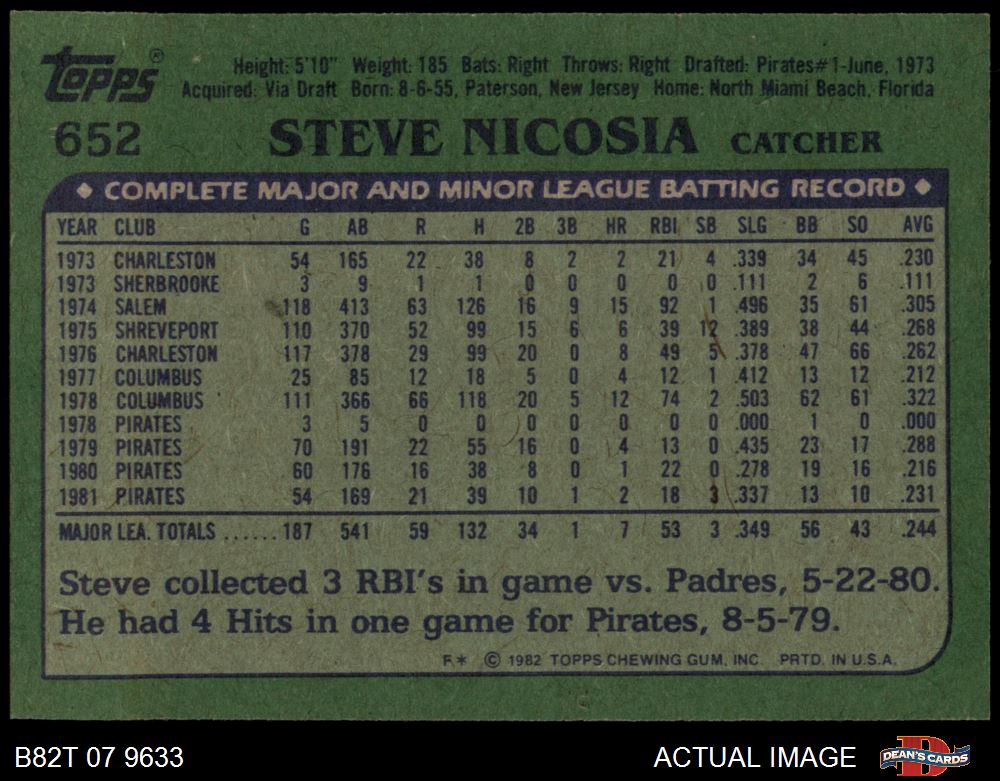 Topps®
Height: 5'10" Weight: 185 Bats: Right Throws: Right Drafted: Pirates#1-June, 1973
Acquired: Via Draft Born: 8-6-55, Paterson, New Jersey Home: North Miami Beach, Florida
652 STEVE NICOSIA CATCHER
◆ COMPLETE MAJOR AND MINOR LEAGUE BATTING RECORD ◆
YEAR CLUB G AB R H 2B 3B HR RBI SB SLG BB SO AVG
1973 CHARLESTON 54 165 22 38 8 2 2 21 4 .339 34 45 .230
1973 SHERBROOKE 3 9 1 1 0 0 0 0 0 .111 2 6 .111
1974 SALEM 118 413 63 126 16 9 15 92 1 .496 35 61 .305
1975 SHREVEPORT 110 370 52 99 15 6 6 39 12 .389 38 44 .268
1976 CHARLESTON 117 378 29 99 20 0 8 49 5 .378 47 66 .262
1977 COLUMBUS 25 85 12 18 5 0 4 12 1 .412 13 12 .212
1978 COLUMBUS 111 366 66 118 20 5 12 74 2 .503 62 61 .322
1978 PIRATES 3 5 0 0 0 0 0 0 0 .000 1 0 .000
1979 PIRATES 70 191 22 55 16 0 4 13 0 .435 23 17 .288
1980 PIRATES 60 176 16 38 8 0 1 22 0 .278 19 16 .216
1981 PIRATES 54 169 21 39 10 1 2 18 3 .337 13 10 .231
MAJOR LEA. TOTALS ...... 187 541 59 132 34 1 7 53 3 .349 56 43 .244
Steve collected 3 RBI's in game vs. Padres, 5-22-80.
He had 4 Hits in one game for Pirates, 8-5-79.
F* © 1982 TOPPS CHEWING GUM, INC. PRTD. IN U.S.A.
B82T 07 9633 ACTUAL IMAGE DEAN'S CARDS